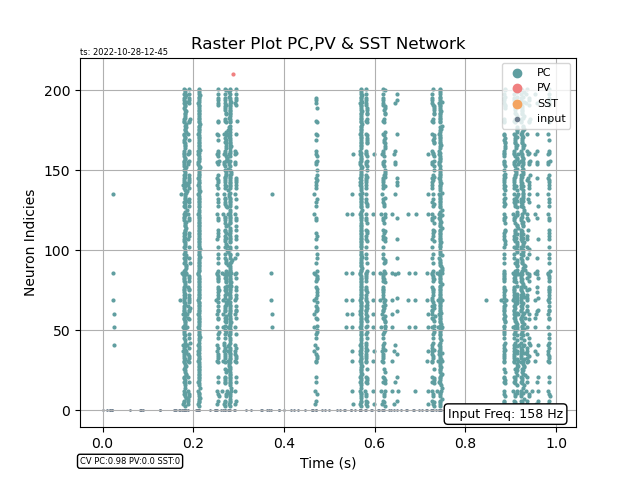 Raster Plot PC,PV & SST Network
ts: 2022-10-28-12-45
PC
PV
SST
input
200
150
100
50
0
Neuron Indicies
Input Freq: 158 Hz
0.0 0.2 0.4 0.6 0.8 1.0
Time (s)
CV PC:0.98 PV:0.0 SST:0